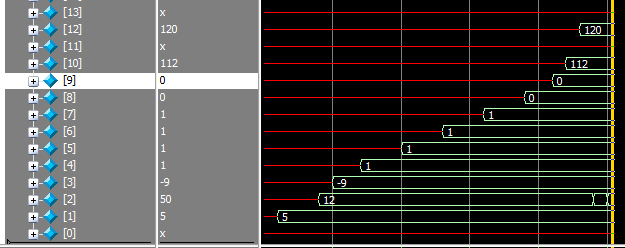 [13] x
[12] 120 120
[11] x
[10] 112 112
[9] 0 0
[8] 0 0
[7] 1 1
[6] 1 1
[5] 1 1
[4] 1 1
[3] -9 -9
[2] 50 12
[1] 5 5
[0] x